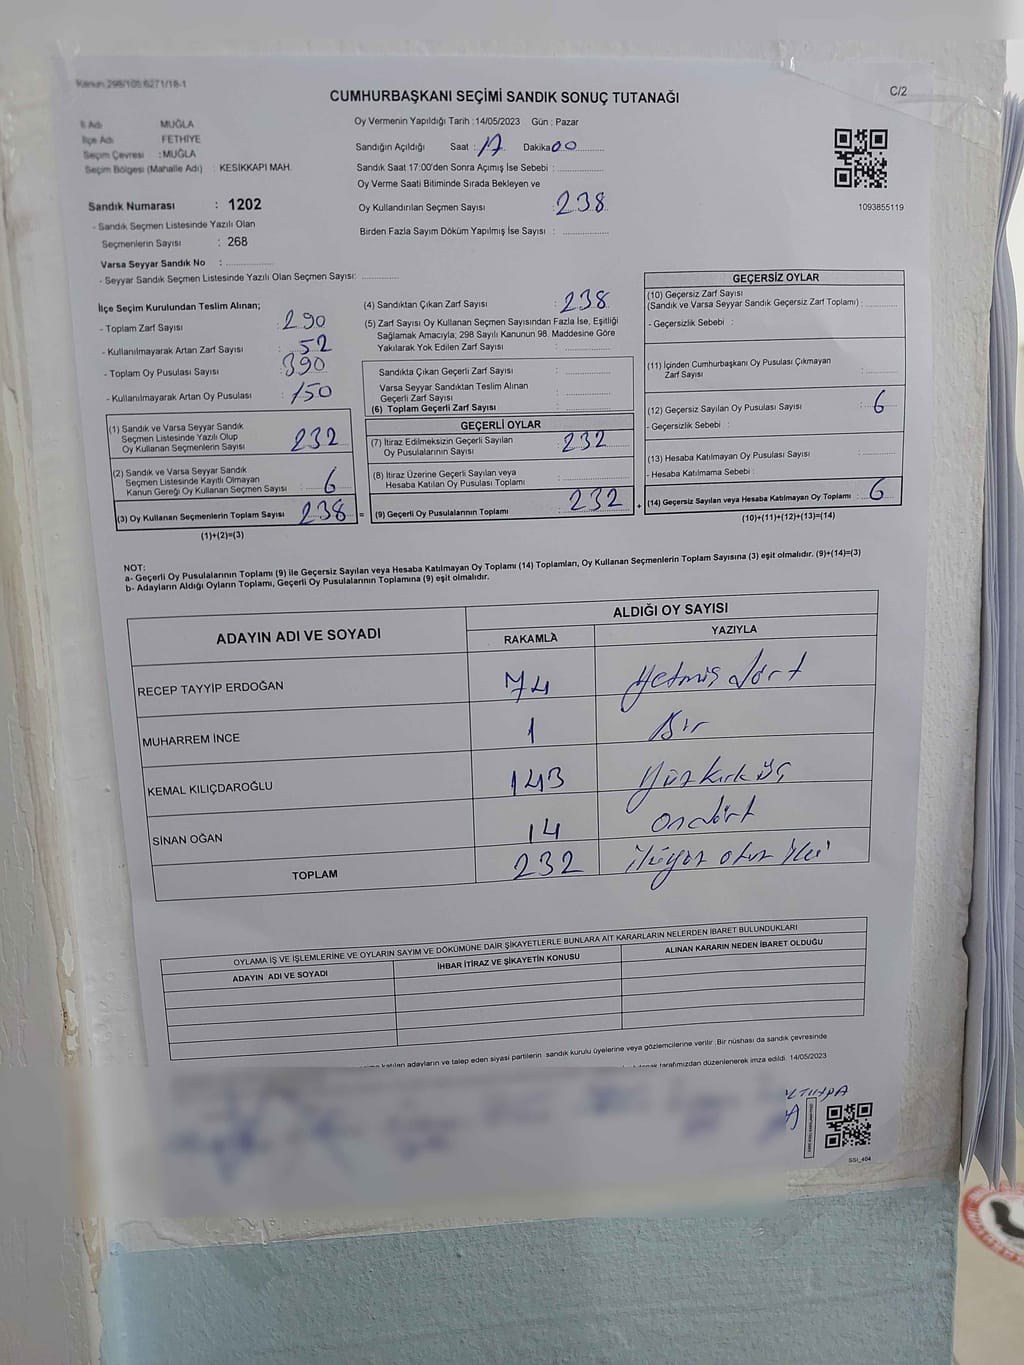 Kanun:298/105;6271/18-1
C/2
CUMHURBAŞKANI SEÇİMİ SANDIK SONUÇ TUTANAĞI
İl Adı MUĞLA
İlçe Adı FETHİYE
Seçim Çevresi :MUĞLA
Seçim Bölgesi (Mahalle Adı) : KESİKKAPI MAH.
Sandık Numarası : 1202
- Sandık Seçmen Listesinde Yazılı Olan
Seçmenlerin Sayısı : 268
Varsa Seyyar Sandık No :
- Seyyar Sandık Seçmen Listesinde Yazılı Olan Seçmen Sayısı:
Oy Vermenin Yapıldığı Tarih :14/05/2023 Gün : Pazar
Sandığın Açıldığı Saat : 17 Dakika 00
Sandık Saat 17:00'den Sonra Açımış İse Sebebi :
Oy Verme Saati Bitiminde Sırada Bekleyen ve
Oy Kullandırılan Seçmen Sayısı : 238
Birden Fazla Sayım Döküm Yapılmış İse Sayısı :
1093855119
İlçe Seçim Kurulundan Teslim Alınan;
- Toplam Zarf Sayısı : 290
- Kullanılmayarak Artan Zarf Sayısı : 52
- Toplam Oy Pusulası Sayısı : 390
- Kullanılmayarak Artan Oy Pusulası : 150
(1) Sandık ve Varsa Seyyar Sandık
Seçmen Listesinde Yazılı Olup
Oy Kullanan Seçmenlerin Sayısı : 232
(2) Sandık ve Varsa Seyyar Sandık
Seçmen Listesinde Kayıtlı Olmayan
Kanun Gereği Oy Kullanan Seçmen Sayısı : 6
(3) Oy Kullanan Seçmenlerin Toplam Sayısı : 238
(1)+(2)=(3)
(4) Sandıktan Çıkan Zarf Sayısı : 238
(5) Zarf Sayısı Oy Kullanan Seçmen Sayısından Fazla İse, Eşitliği
Sağlamak Amacıyla; 298 Sayılı Kanunun 98. Maddesine Göre
Yakılarak Yok Edilen Zarf Sayısı :
Sandıkta Çıkan Geçerli Zarf Sayısı :
Varsa Seyyar Sandıktan Teslim Alınan
Geçerli Zarf Sayısı :
(6) Toplam Geçerli Zarf Sayısı :
GEÇERLİ OYLAR
(7) İtiraz Edilmeksizin Geçerli Sayılan
Oy Pusulalarının Sayısı : 232
(8) İtiraz Üzerine Geçerli Sayılan veya
Hesaba Katılan Oy Pusulası Toplamı :
= (9) Geçerli Oy Pusulalarının Toplamı : 232 +
GEÇERSİZ OYLAR
(10) Geçersiz Zarf Sayısı
(Sandık ve Varsa Seyyar Sandık Geçersiz Zarf Toplamı) :
- Geçersizlik Sebebi :
(11) İçinden Cumhurbaşkanı Oy Pusulası Çıkmayan
Zarf Sayısı :
(12) Geçersiz Sayılan Oy Pusulası Sayısı : 6
- Geçersizlik Sebebi :
(13) Hesaba Katılmayan Oy Pusulası Sayısı :
- Hesaba Katılmama Sebebi :
(14) Geçersiz Sayılan veya Hesaba Katılmayan Oy Toplamı : 6
(10)+(11)+(12)+(13)=(14)
NOT:
a- Geçerli Oy Pusulalarının Toplamı (9) ile Geçersiz Sayılan veya Hesaba Katılmayan Oy Toplamı (14) Toplamları, Oy Kullanan Seçmenlerin Toplam Sayısına (3) eşit olmalıdır. (9)+(14)=(3)
b- Adayların Aldığı Oyların Toplamı, Geçerli Oy Pusulalarının Toplamına (9) eşit olmalıdır.
ADAYIN ADI VE SOYADI ALDIĞI OY SAYISI
RAKAMLA YAZIYLA
RECEP TAYYİP ERDOĞAN 74 Yetmiş dört
MUHARREM İNCE 1 Bir
KEMAL KILIÇDAROĞLU 143 Yüzkırküç
SİNAN OĞAN 14 ondört
TOPLAM 232 ikiyüz otuz iki
OYLAMA İŞ VE İŞLEMLERİNE VE OYLARIN SAYIM VE DÖKÜMÜNE DAİR ŞİKAYETLERLE BUNLARA AİT KARARLARIN NELERDEN İBARET BULUNDUKLARI
ADAYIN ADI VE SOYADI İHBAR İTİRAZ VE ŞİKAYETİN KONUSU ALINAN KARARIN NEDEN İBARET OLDUĞU
katılan adayların ve talep eden siyasi partilerin sandık kurulu üyelerine veya gözlemcilerine verilir. Bir nüshası da sandık çevresinde
tarafımızdan düzenlenerek imza edildi. 14/05/2023
SSİ_404